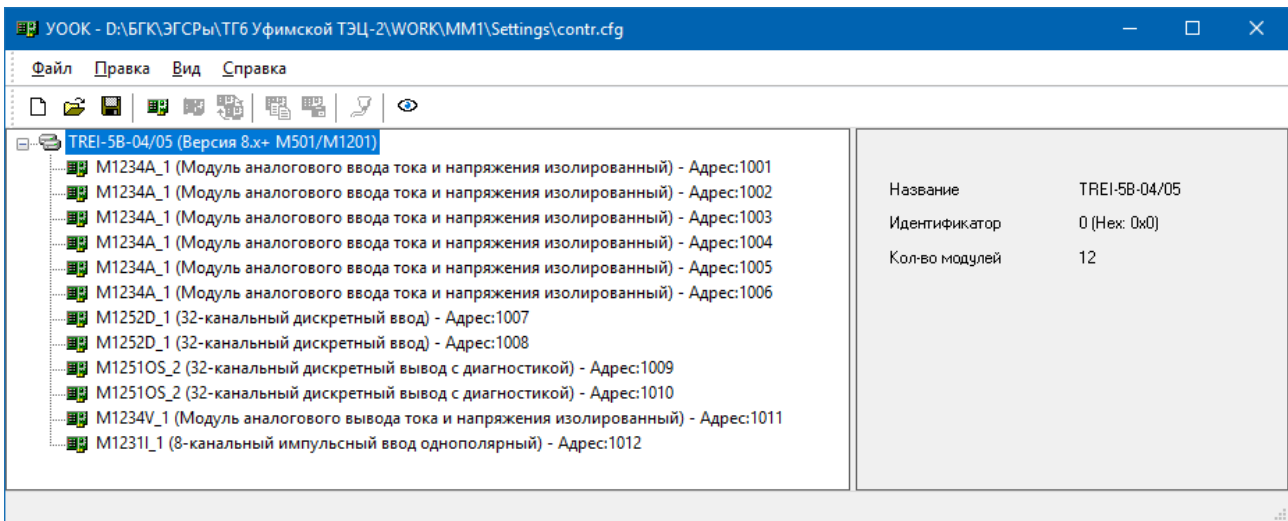 УООК - D:\БГК\ЭГСРы\ТГ6 Уфимской ТЭЦ-2\WORK\MM1\Settings\contr.cfg
Файл Правка Вид Справка
TREI-5B-04/05 (Версия 8.x+ M501/M1201)
M1234A_1 (Модуль аналогового ввода тока и напряжения изолированный) - Адрес:1001
M1234A_1 (Модуль аналогового ввода тока и напряжения изолированный) - Адрес:1002
M1234A_1 (Модуль аналогового ввода тока и напряжения изолированный) - Адрес:1003
M1234A_1 (Модуль аналогового ввода тока и напряжения изолированный) - Адрес:1004
M1234A_1 (Модуль аналогового ввода тока и напряжения изолированный) - Адрес:1005
M1234A_1 (Модуль аналогового ввода тока и напряжения изолированный) - Адрес:1006
M1252D_1 (32-канальный дискретный ввод) - Адрес:1007
M1252D_1 (32-канальный дискретный ввод) - Адрес:1008
M1251OS_2 (32-канальный дискретный вывод с диагностикой) - Адрес:1009
M1251OS_2 (32-канальный дискретный вывод с диагностикой) - Адрес:1010
M1234V_1 (Модуль аналогового вывода тока и напряжения изолированный) - Адрес:1011
M1231I_1 (8-канальный импульсный ввод однополярный) - Адрес:1012
Название TREI-5B-04/05
Идентификатор 0 (Hex: 0x0)
Кол-во модулей 12